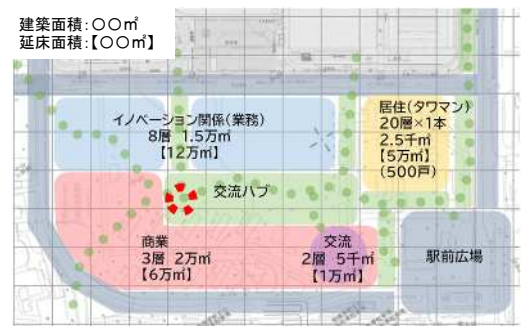 建築面積:〇〇㎡
延床面積:【〇〇㎡】
イノベーション関係(業務)
8層 1.5万㎡
【12万㎡】
居住(タワマン)
20層×1本
2.5千㎡
【5万㎡】
(500戸)
交流ハブ
商業
3層 2万㎡
【6万㎡】
交流
2層 5千㎡
【1万㎡】
駅前広場